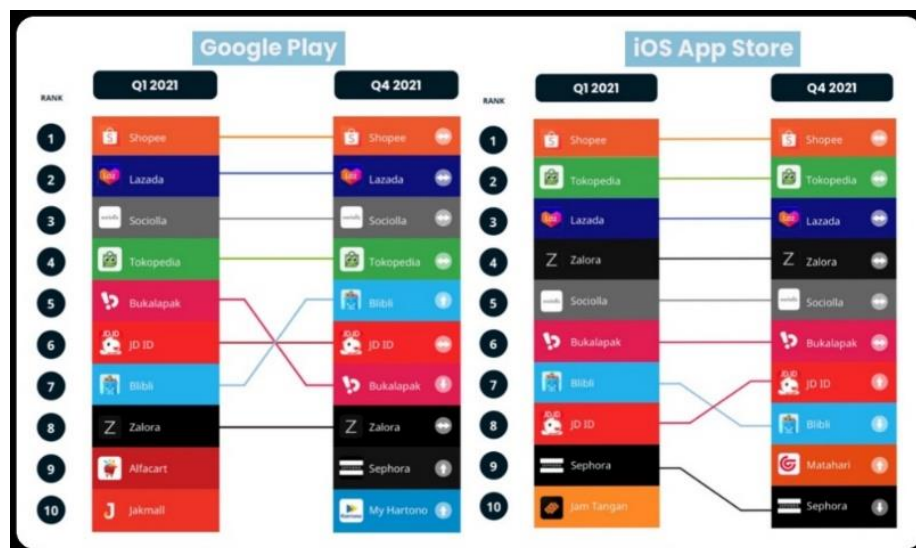 Google Play
iOS App Store
Q1 2021
Q4 2021
Q1 2021
Q4 2021
RANK
RANK
1 Shopee Shopee
2 Lazada Lazada
3 Sociolla Sociolla
4 Tokopedia Tokopedia
5 Bukalapak Blibli
6 JD ID JD ID
7 Blibli Bukalapak
8 Zalora Zalora
9 Alfacart Sephora
10 Jakmall My Hartono
1 Shopee Shopee
2 Tokopedia Tokopedia
3 Lazada Lazada
4 Zalora Zalora
5 Sociolla Sociolla
6 Bukalapak Bukalapak
7 Blibli JD ID
8 JD ID Blibli
9 Sephora Matahari
10 Jam Tangan Sephora